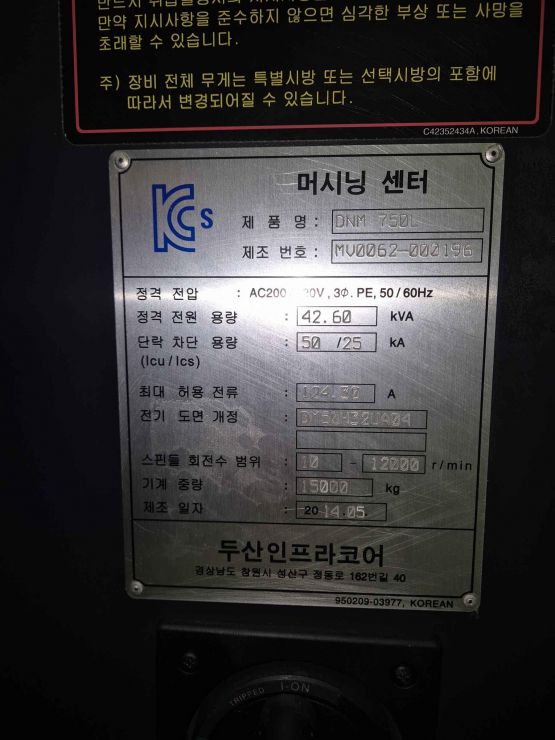 만약 지시사항을 준수하지 않으면 심각한 부상 또는 사망을
초래할 수 있습니다.
주) 장비 전체 무게는 특별시방 또는 선택시방의 포함에
따라서 변경되어질 수 있습니다.
C42352434A, KOREAN
KCs
머시닝 센터
제 품 명 : DNM 750L
제조 번호 : MV0062-000196
정격 전압 : AC200 20V, 3Φ. PE, 50/60Hz
정격 전원 용량 : 42.60 kVA
단락 차단 용량 : 50 /25 kA
(Icu/Ics)
최대 허용 전류 : A
전기 도면 개정 :
스핀들 회전수 범위 : 10 - 12000 r/min
기계 중량 : 15000 kg
제조 일자 : 2014.05
두산인프라코어
경상남도 창원시 성산구 정동로 162번길 40
950209-03977, KOREAN
TRIPPED I-ON